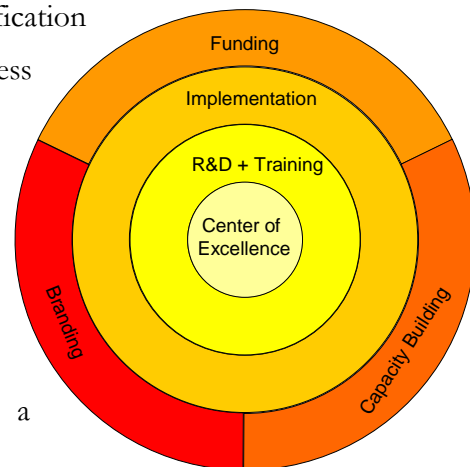 fication
ess
Funding
Implementation
R&D + Training
Center of
Excellence
Branding
Capacity Building
a